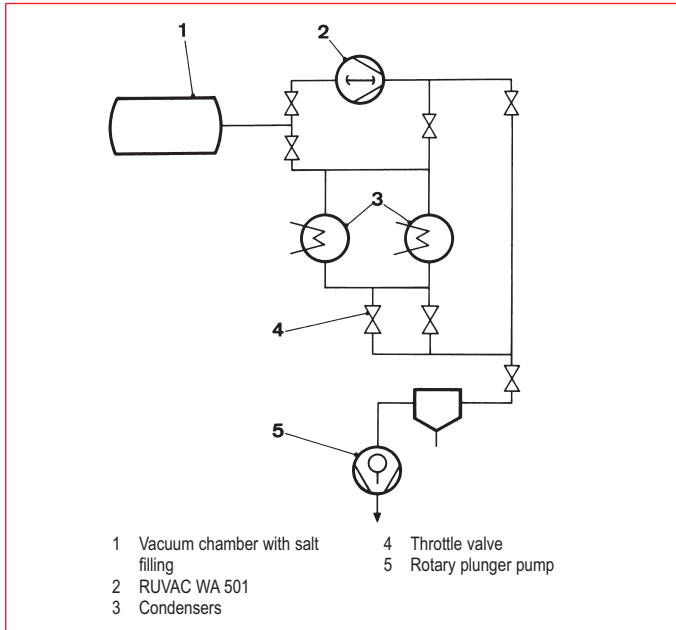 1
2
3
4
5
1 Vacuum chamber with salt
filling
2 RUVAC WA 501
3 Condensers
4 Throttle valve
5 Rotary plunger pump